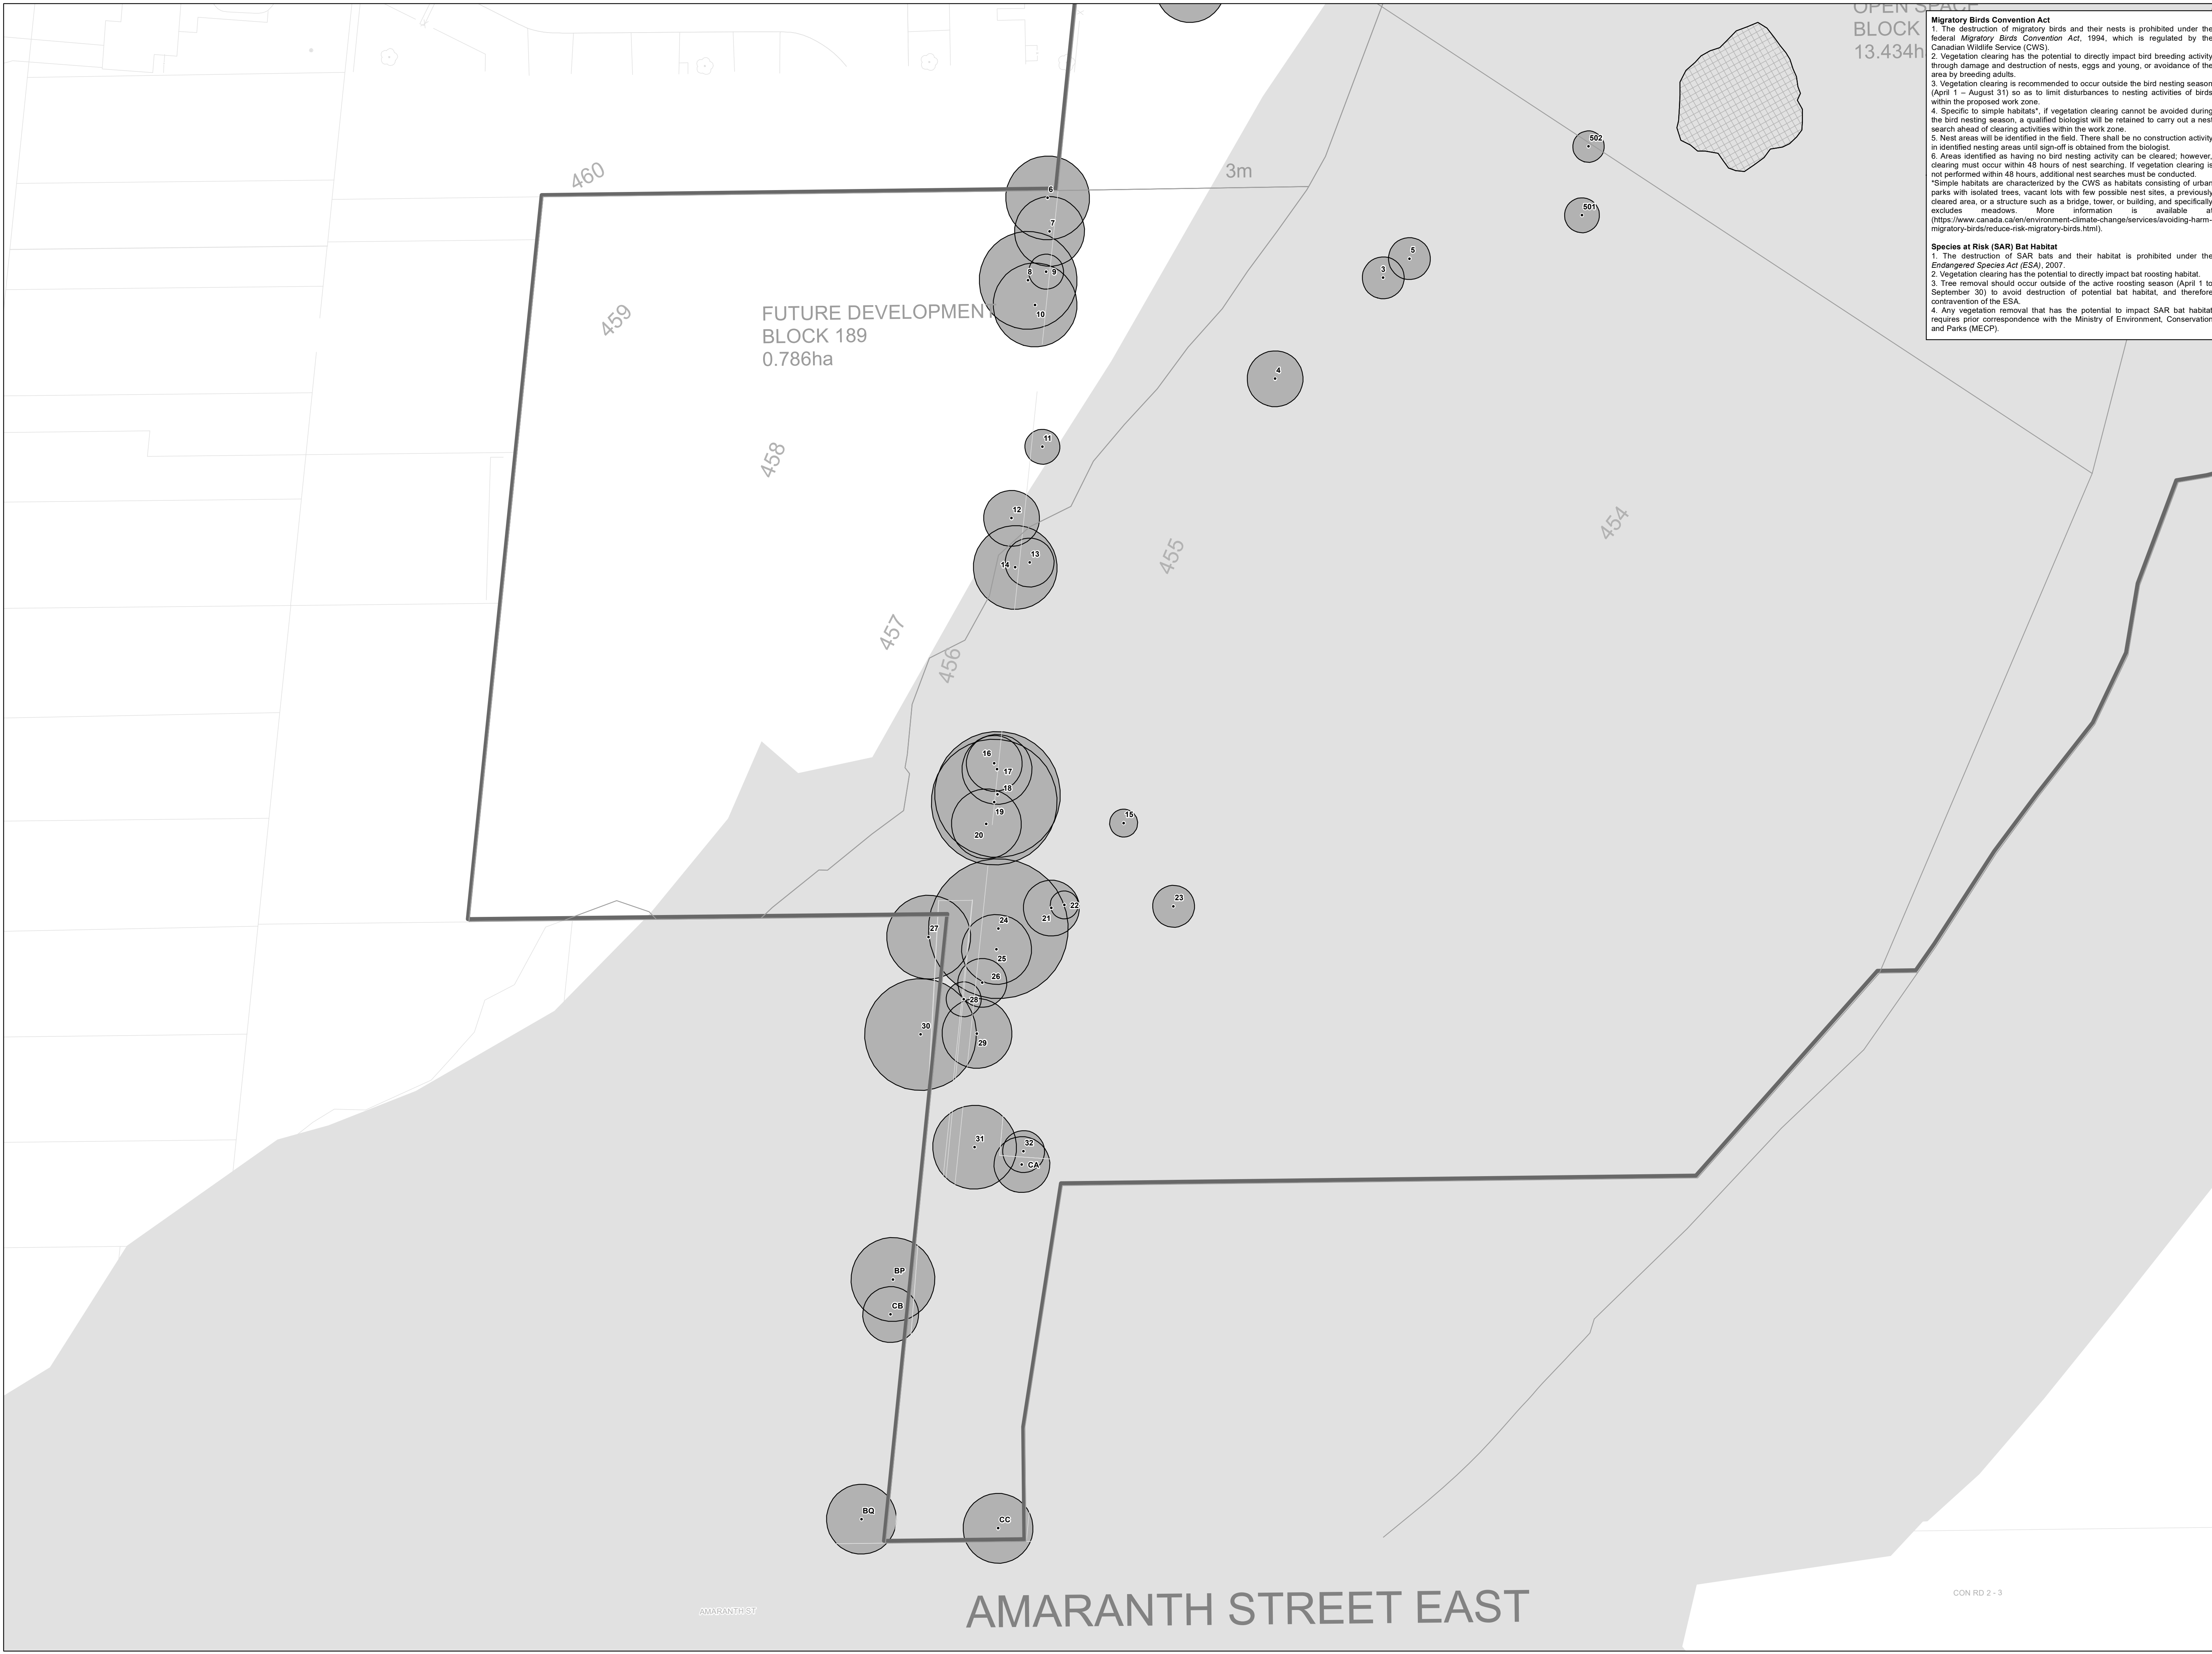 OPEN SPACE
BLOCK
13.434h
Migratory Birds Convention Act
1. The destruction of migratory birds and their nests is prohibited under the
federal Migratory Birds Convention Act, 1994, which is regulated by the
Canadian Wildlife Service (CWS).
2. Vegetation clearing has the potential to directly impact bird breeding activity
through damage and destruction of nests, eggs and young, or avoidance of the
area by breeding adults.
3. Vegetation clearing is recommended to occur outside the bird nesting season
(April 1 – August 31) so as to limit disturbances to nesting activities of birds
within the proposed work zone.
4. Specific to simple habitats*, if vegetation clearing cannot be avoided during
the bird nesting season, a qualified biologist will be retained to carry out a nest
search ahead of clearing activities within the work zone.
5. Nest areas will be identified in the field. There shall be no construction activity
in identified nesting areas until sign-off is obtained from the biologist.
6. Areas identified as having no bird nesting activity can be cleared; however,
clearing must occur within 48 hours of nest searching. If vegetation clearing is
not performed within 48 hours, additional nest searches must be conducted.
*Simple habitats are characterized by the CWS as habitats consisting of urban
parks with isolated trees, vacant lots with few possible nest sites, a previously
cleared area, or a structure such as a bridge, tower, or building, and specifically
excludes meadows. More information is available at
(https://www.canada.ca/en/environment-climate-change/services/avoiding-harm-
migratory-birds/reduce-risk-migratory-birds.html).
Species at Risk (SAR) Bat Habitat
1. The destruction of SAR bats and their habitat is prohibited under the
Endangered Species Act (ESA), 2007.
2. Vegetation clearing has the potential to directly impact bat roosting habitat.
3. Tree removal should occur outside of the active roosting season (April 1 to
September 30) to avoid destruction of potential bat habitat, and therefore
contravention of the ESA.
4. Any vegetation removal that has the potential to impact SAR bat habitat
requires prior correspondence with the Ministry of Environment, Conservation
and Parks (MECP).
502
460
3m
6
501
7
5
3
8
9
FUTURE DEVELOPMENT
BLOCK 189
0.786ha
459
10
4
11
458
12
454
13
14
455
457
456
16
17
18
19
20
15
23
22
21
24
27
25
26
28
30
29
31
32
CA
BP
CB
BQ
CC
AMARANTH STREET EAST
AMARANTH ST
CON RD 2 - 3